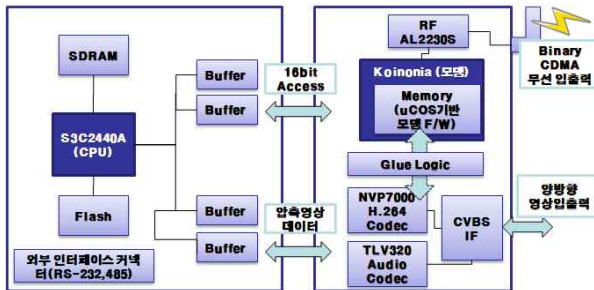 SDRAM
S3C2440A
(CPU)
Flash
외부 인터페이스 커넥
터(RS-232,485)
Buffer
Buffer
Buffer
Buffer
16bit
Access
압축영상
데이터
RF
AL2230S
Koinonia (모뎀)
Memory
(uCOS기반
모뎀 F/W)
Glue Logic
NVP7000
H.264
Codec
TLV320
Audio
Codec
CVBS
IF
Binary
CDMA
무선 입출력
양방향
영상입출력